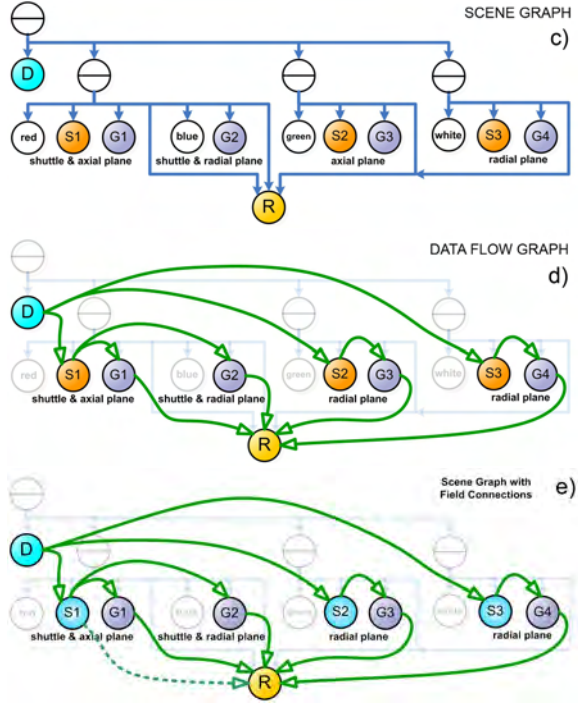 SCENE GRAPH
c)
D
red S1 G1 blue G2 green S2 G3 white S3 G4
shuttle & axial plane shuttle & radial plane axial plane radial plane
R
DATA FLOW GRAPH
d)
D
red S1 G1 blue G2 green S2 G3 white S3 G4
shuttle & axial plane shuttle & radial plane radial plane radial plane
R
Scene Graph with
Field Connections
e)
D
S1 G1 G2 S2 G3 S3 G4
shuttle & axial plane shuttle & radial plane radial plane radial plane
R